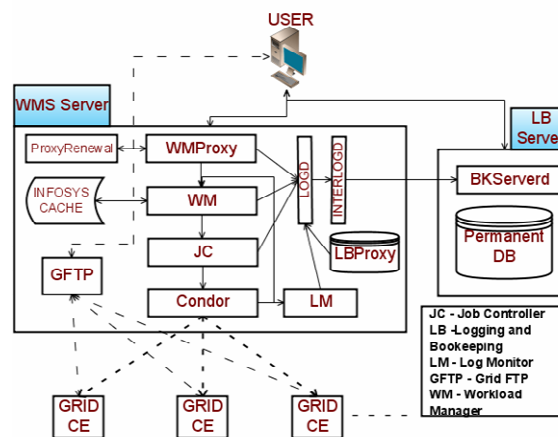 USER
WMS Server
LB
Serve
ProxyRenewal
WMProxy
LOGD
INTERLOGD
BKServerd
INFOSYS
CACHE
WM
JC
LBProxy
Permanent
DB
GFTP
Condor
LM
JC - Job Controller
LB -Logging and
Bookeeping
LM - Log Monitor
GFTP - Grid FTP
WM - Workload
Manager
GRID
CE
GRID
CE
GRID
CE